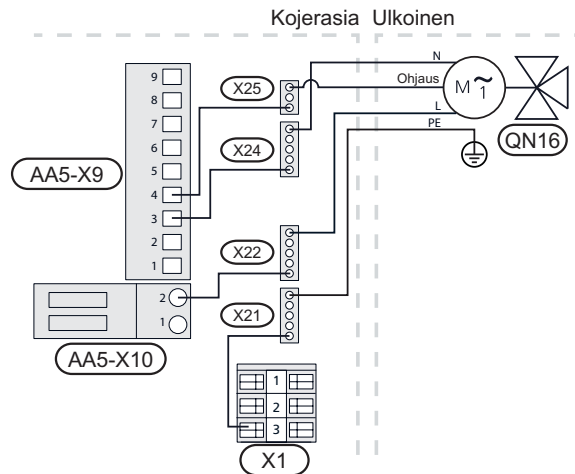 Kojerasia Ulkoinen
N
Ohjaus
L
PE
M ~
1
QN16
X25
X24
X22
X21
9
8
7
6
5
4
3
2
1
AA5-X9
2
1
AA5-X10
1
2
3
X1